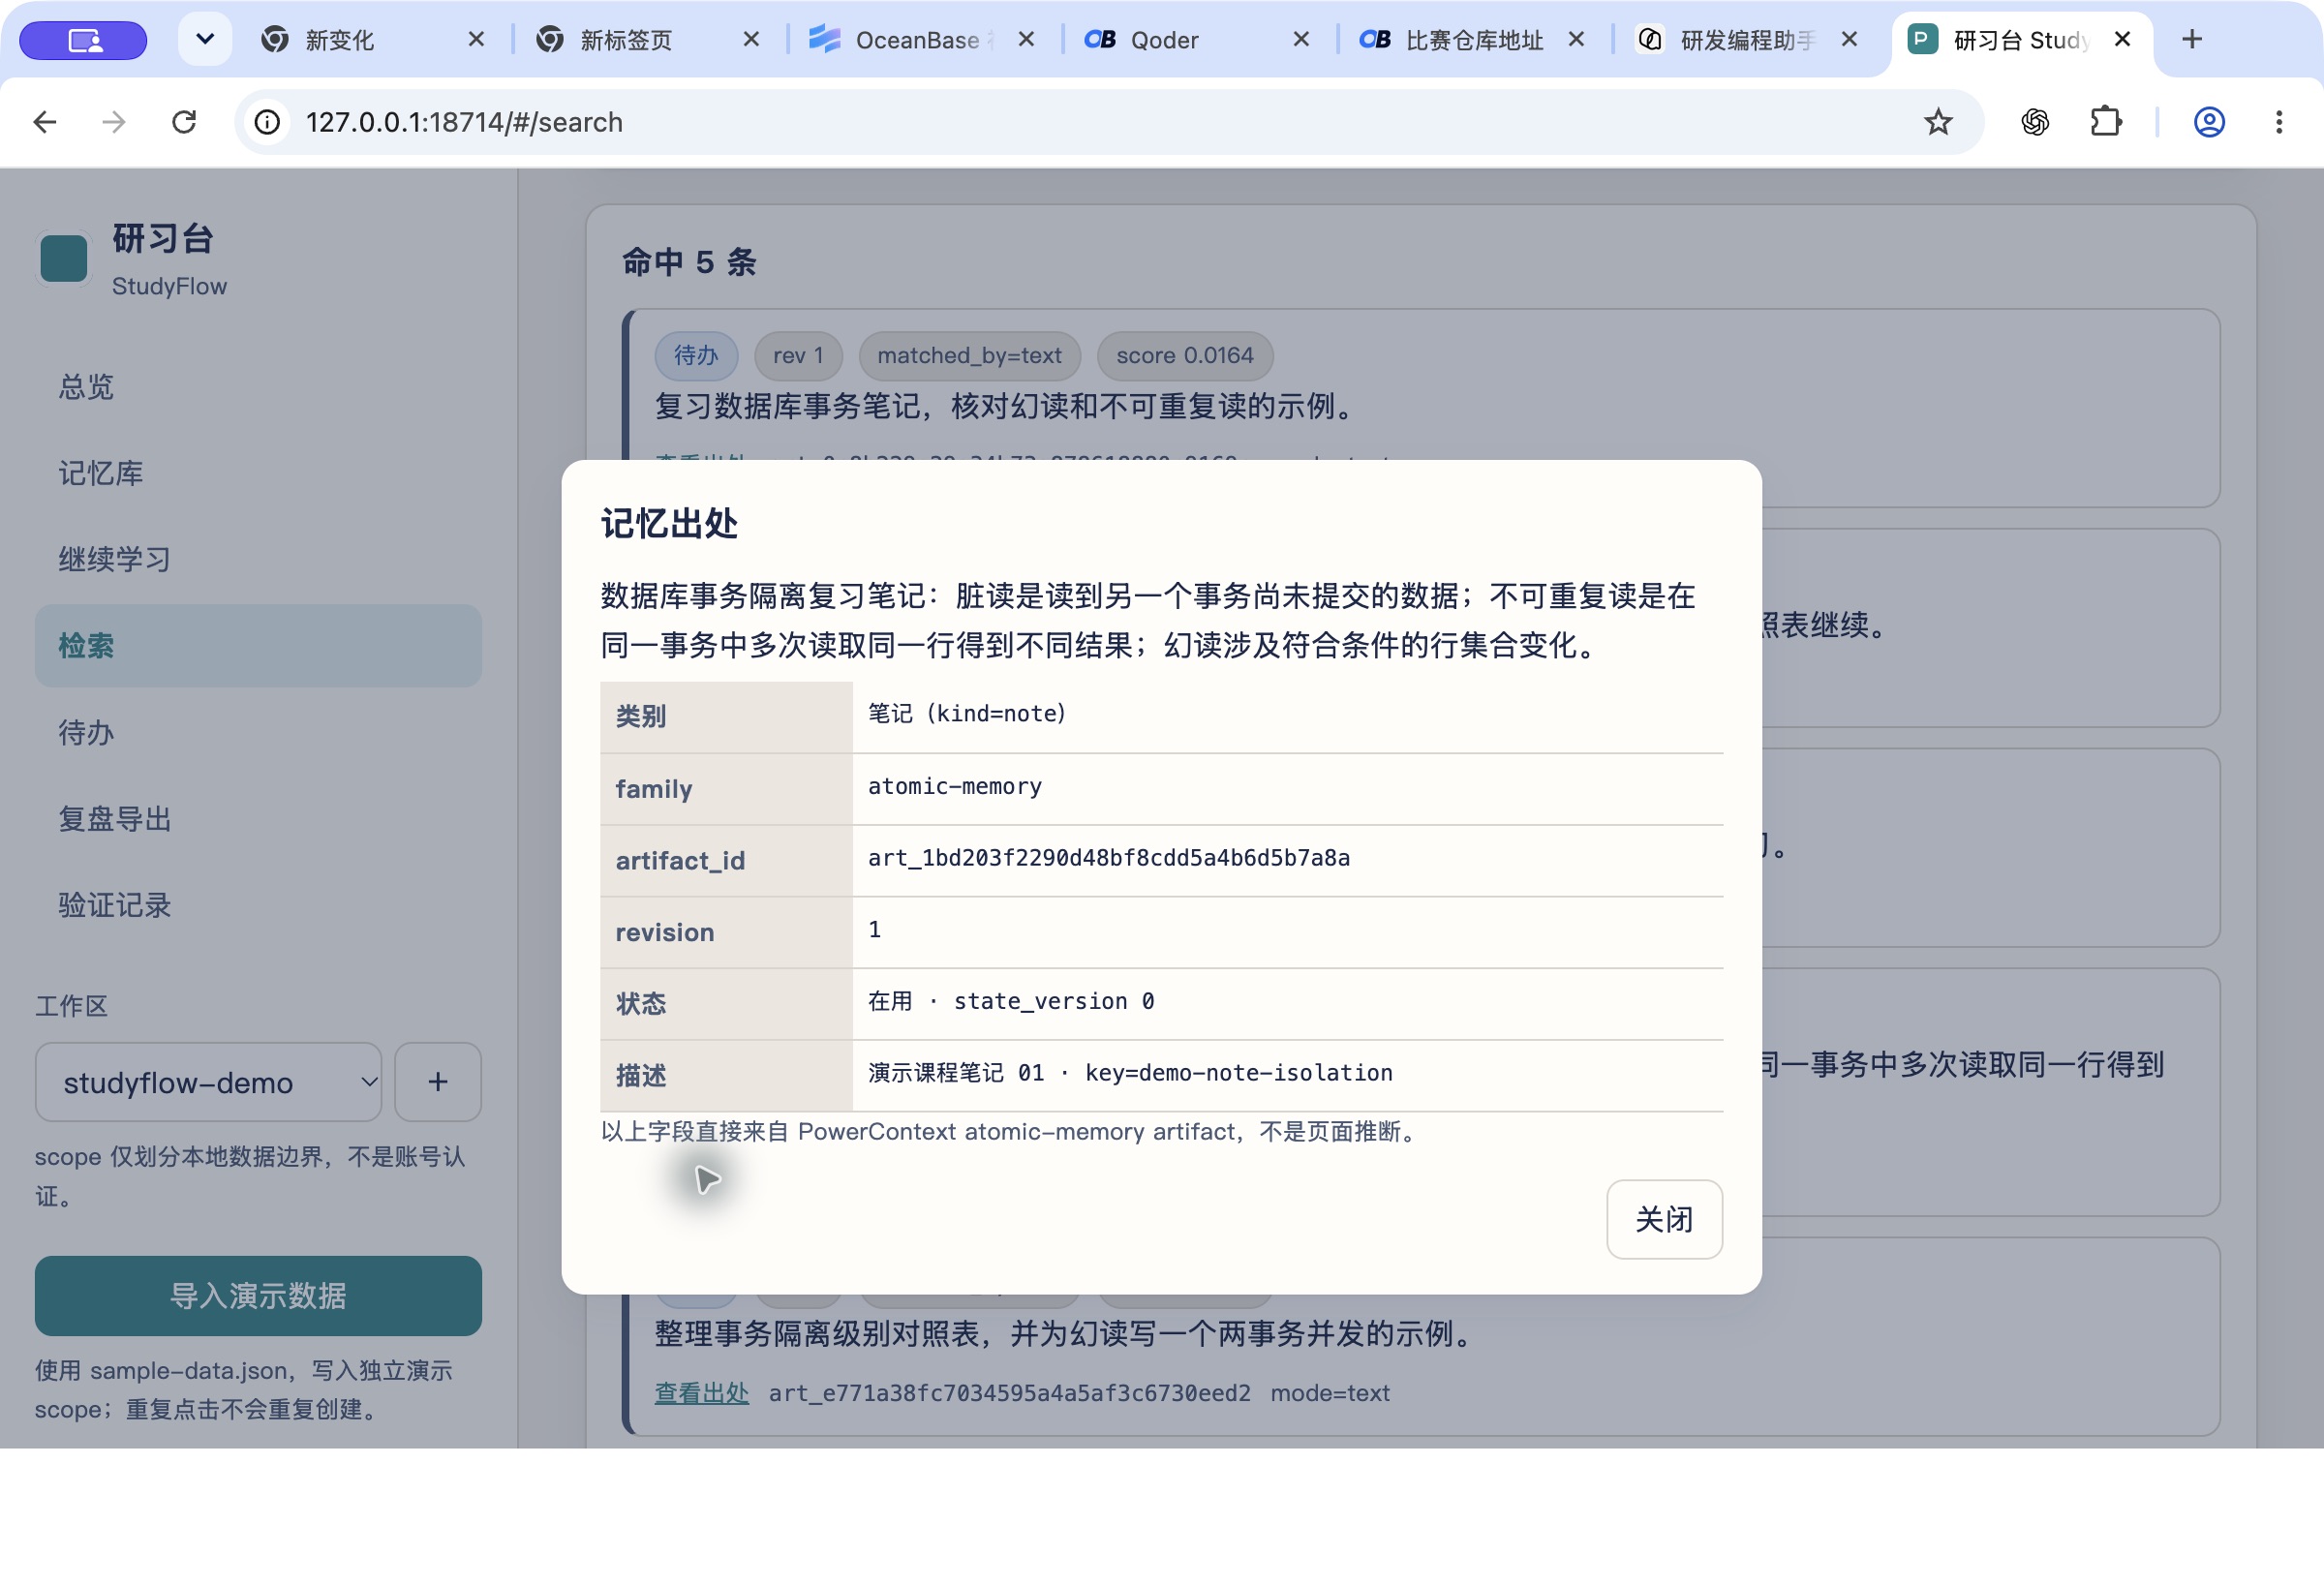 新变化
新标签页
OceanBase
Qoder
比赛仓库地址
研发编程助手
研习台 Study
127.0.0.1:18714/#/search
研习台
StudyFlow
总览
记忆库
继续学习
检索
待办
复盘导出
验证记录
工作区
studyflow-demo
+
scope 仅划分本地数据边界，不是账号认
证。
导入演示数据
使用 sample-data.json，写入独立演示
scope；重复点击不会重复创建。
命中 5 条
待办 rev 1 matched_by=text score 0.0164
复习数据库事务笔记，核对幻读和不可重复读的示例。
照表继续。
同一事务中多次读取同一行得到
记忆出处
数据库事务隔离复习笔记：脏读是读到另一个事务尚未提交的数据；不可重复读是在
同一事务中多次读取同一行得到不同结果；幻读涉及符合条件的行集合变化。
类别 笔记（kind=note）
family atomic-memory
artifact_id art_1bd203f2290d48bf8cdd5a4b6d5b7a8a
revision 1
状态 在用 · state_version 0
描述 演示课程笔记 01 · key=demo-note-isolation
以上字段直接来自 PowerContext atomic-memory artifact，不是页面推断。
关闭
整理事务隔离级别对照表，并为幻读写一个两事务并发的示例。
查看出处 art_e771a38fc7034595a4a5af3c6730eed2 mode=text